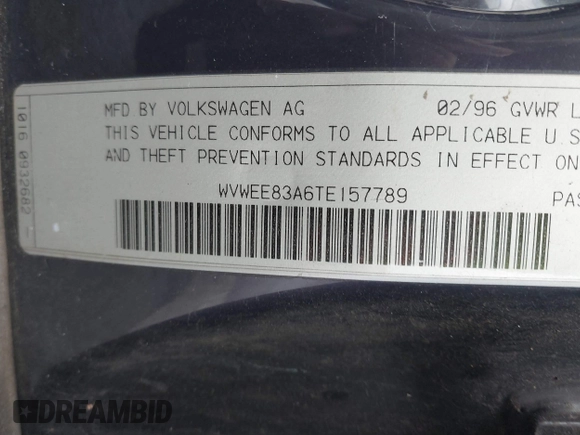 MFD BY VOLKSWAGEN AG 02/96 GVWR L
THIS VEHICLE CONFORMS TO ALL APPLICABLE U.S
AND THEFT PREVENTION STANDARDS IN EFFECT ON
WVWEE83A6TE157789 PAS
1016 0932682
DREAMBID